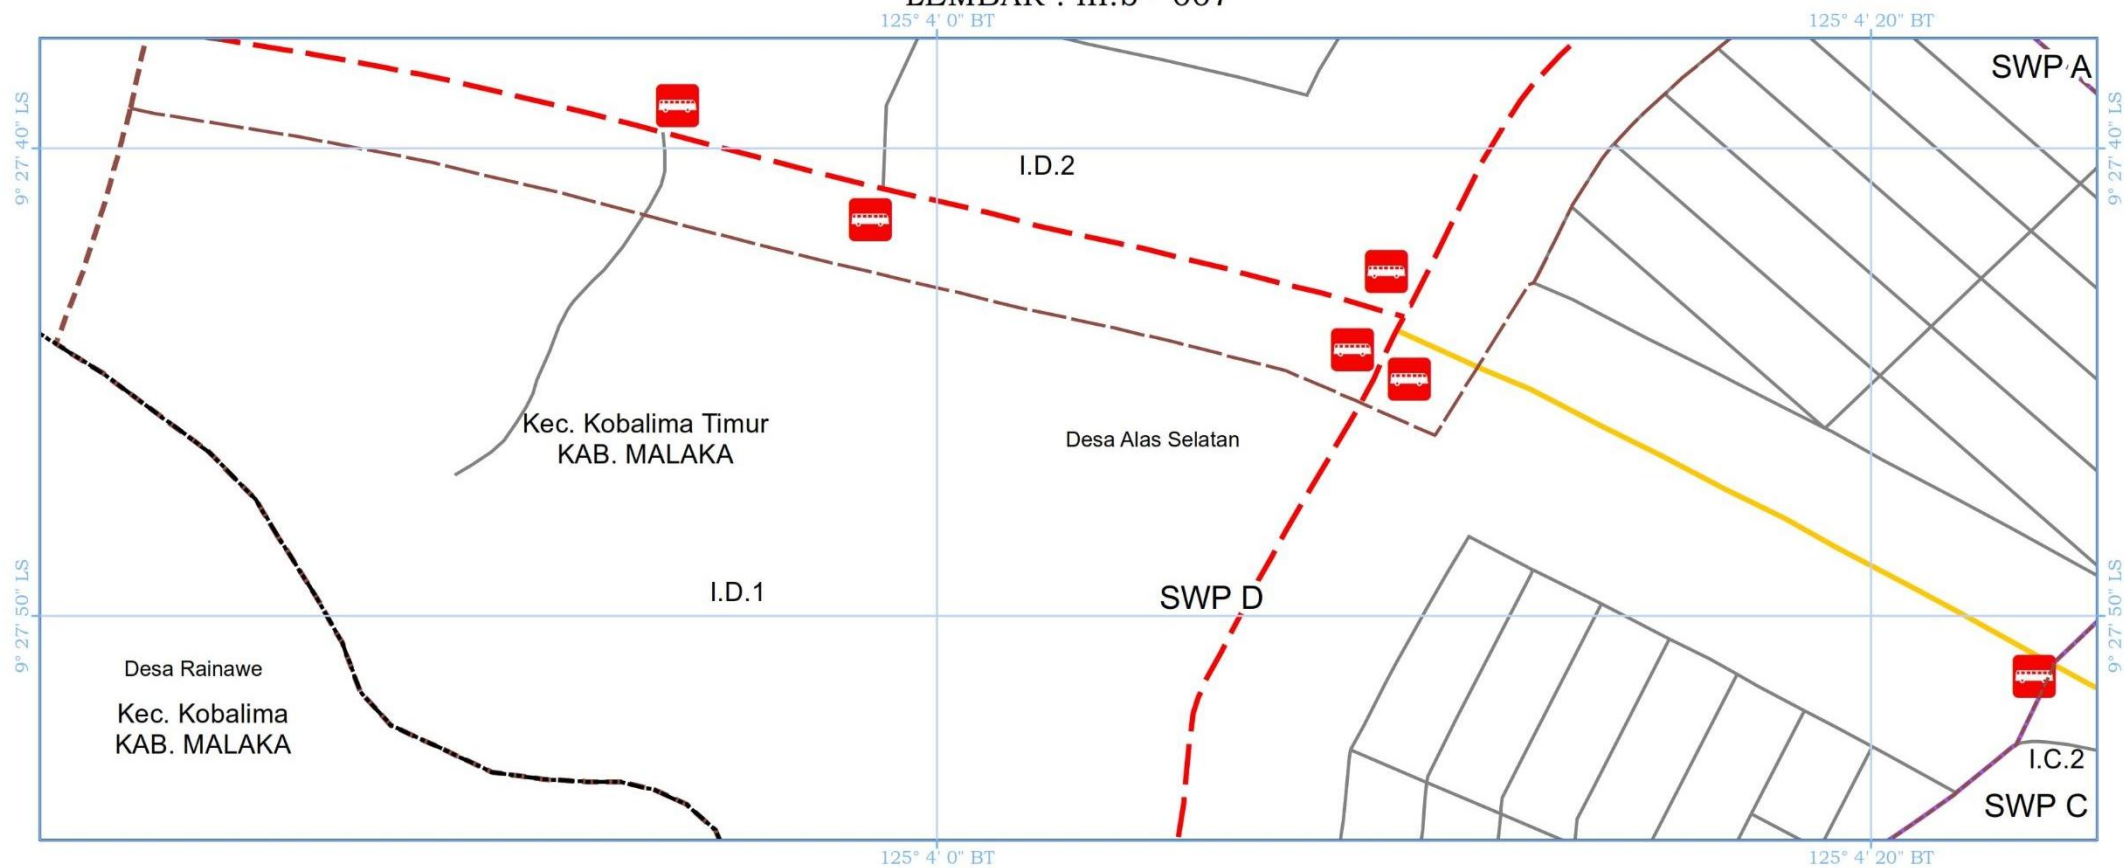 125° 4' 0" BT
125° 4' 20" BT
SWP A
9° 27' 40" LS
9° 27' 40" LS
I.D.2
Kec. Kobalima Timur
KAB. MALAKA
Desa Alas Selatan
I.D.1
SWP D
9° 27' 50" LS
9° 27' 50" LS
Desa Rainawe
Kec. Kobalima
KAB. MALAKA
I.C.2
SWP C
125° 4' 0" BT
125° 4' 20" BT